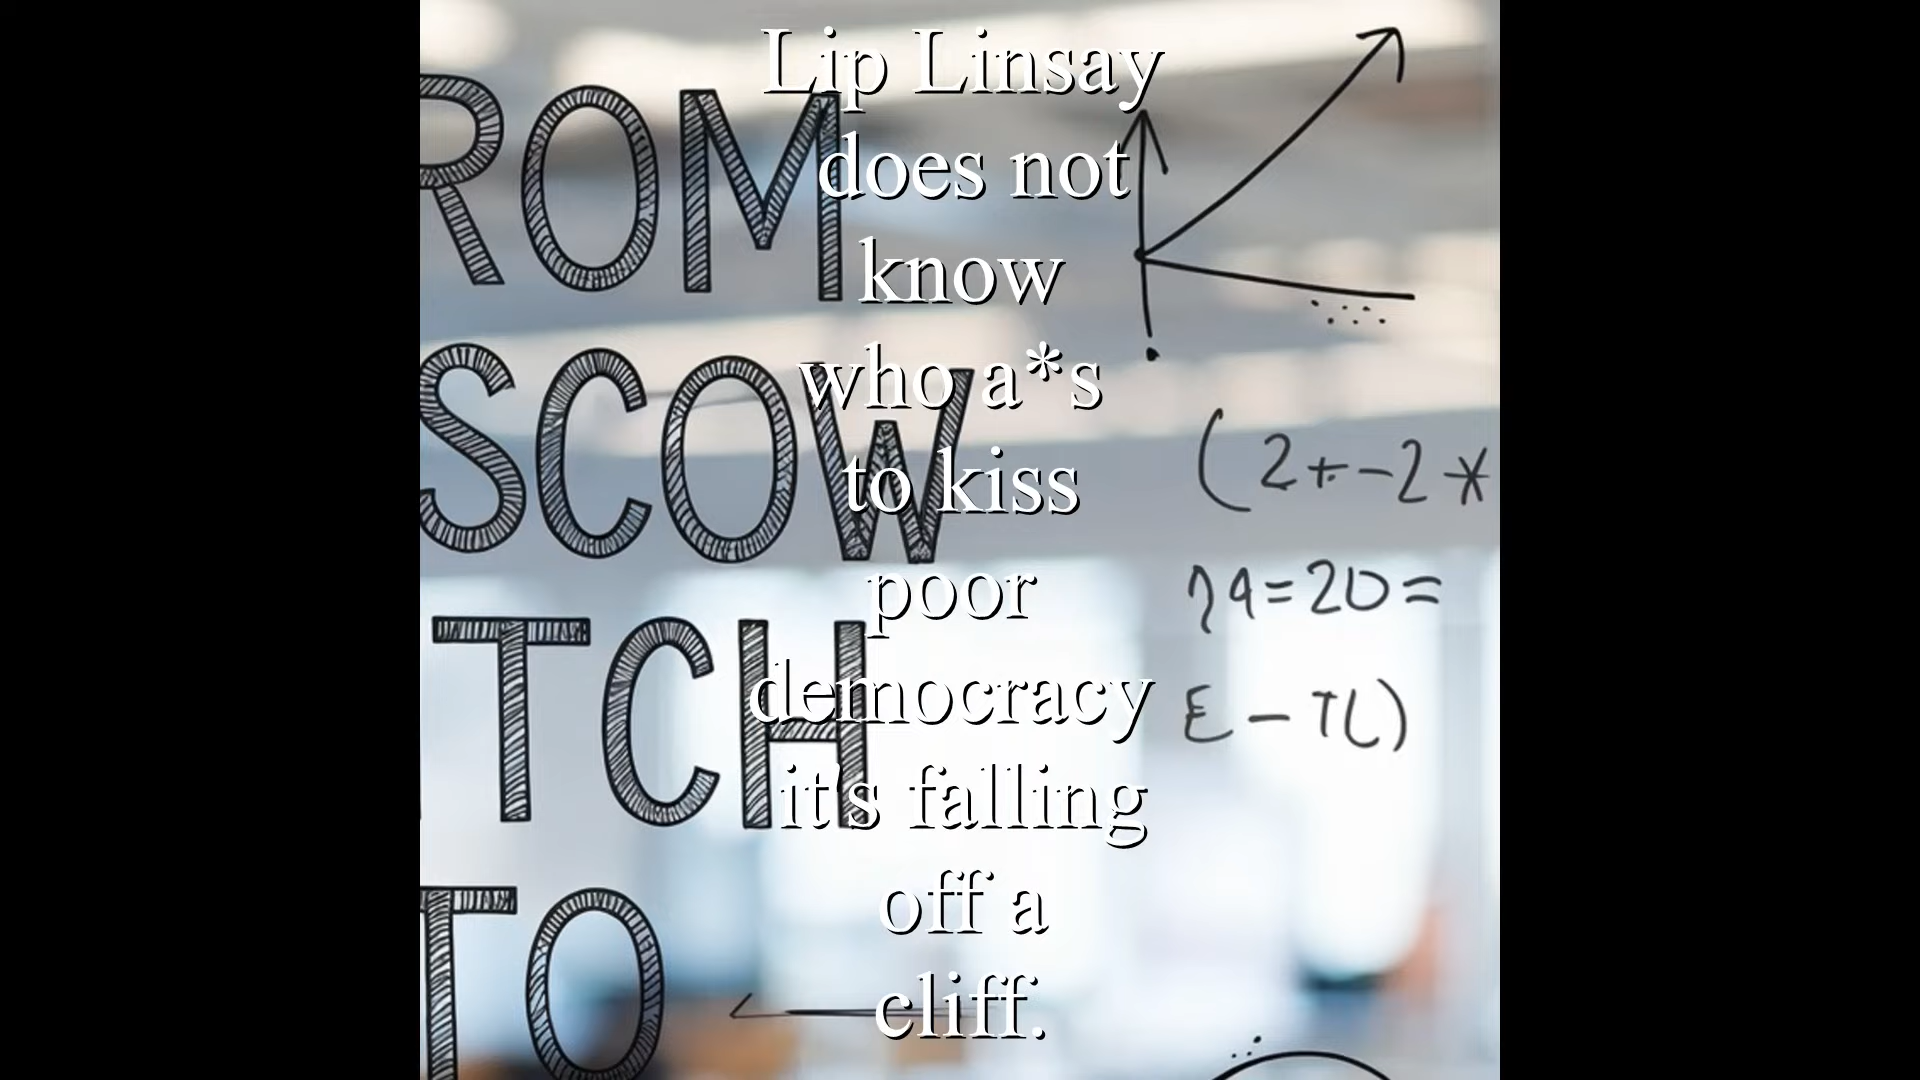 Lip Linsay
does not
know
who a*s
to kiss
poor
democracy
it's falling
off a
cliff.
ROM
SCOW
TCH
TO
(2+-2*
14=20=
E-TL)